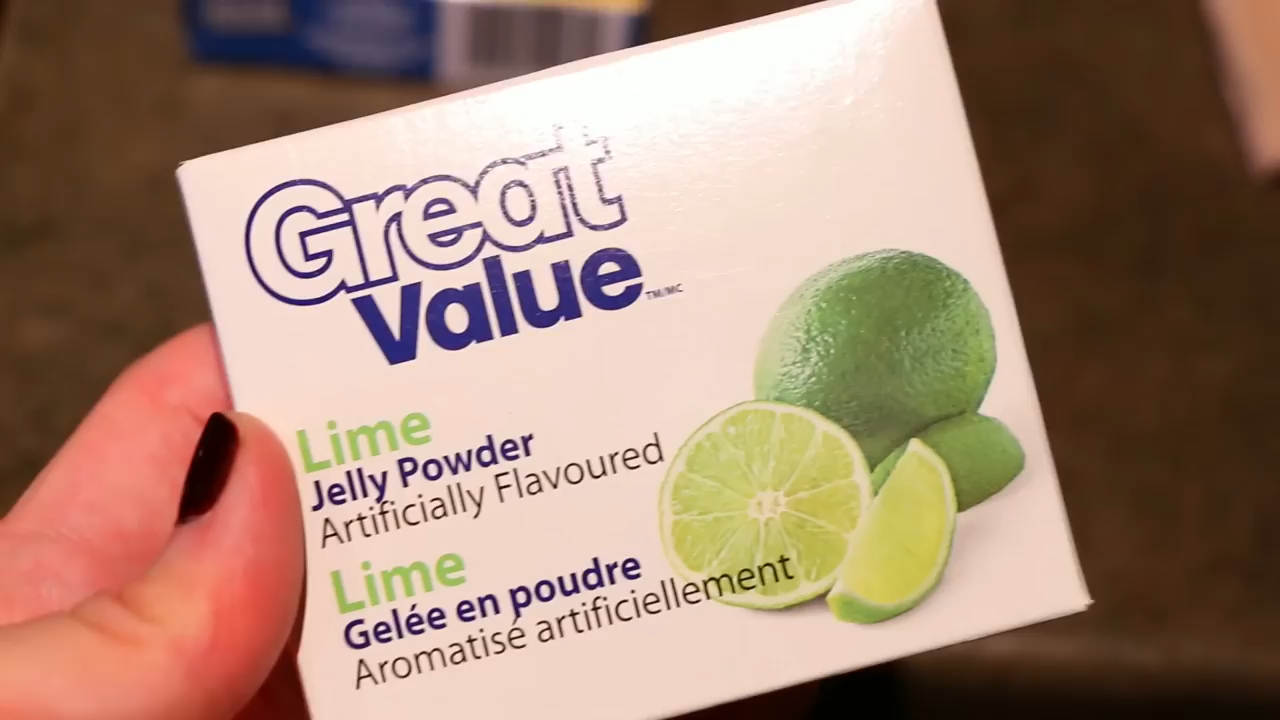 Great
Value
TM/MC
Lime
Jelly Powder
Artificially Flavoured
Lime
Gelée en poudre
Aromatisé artificiellement